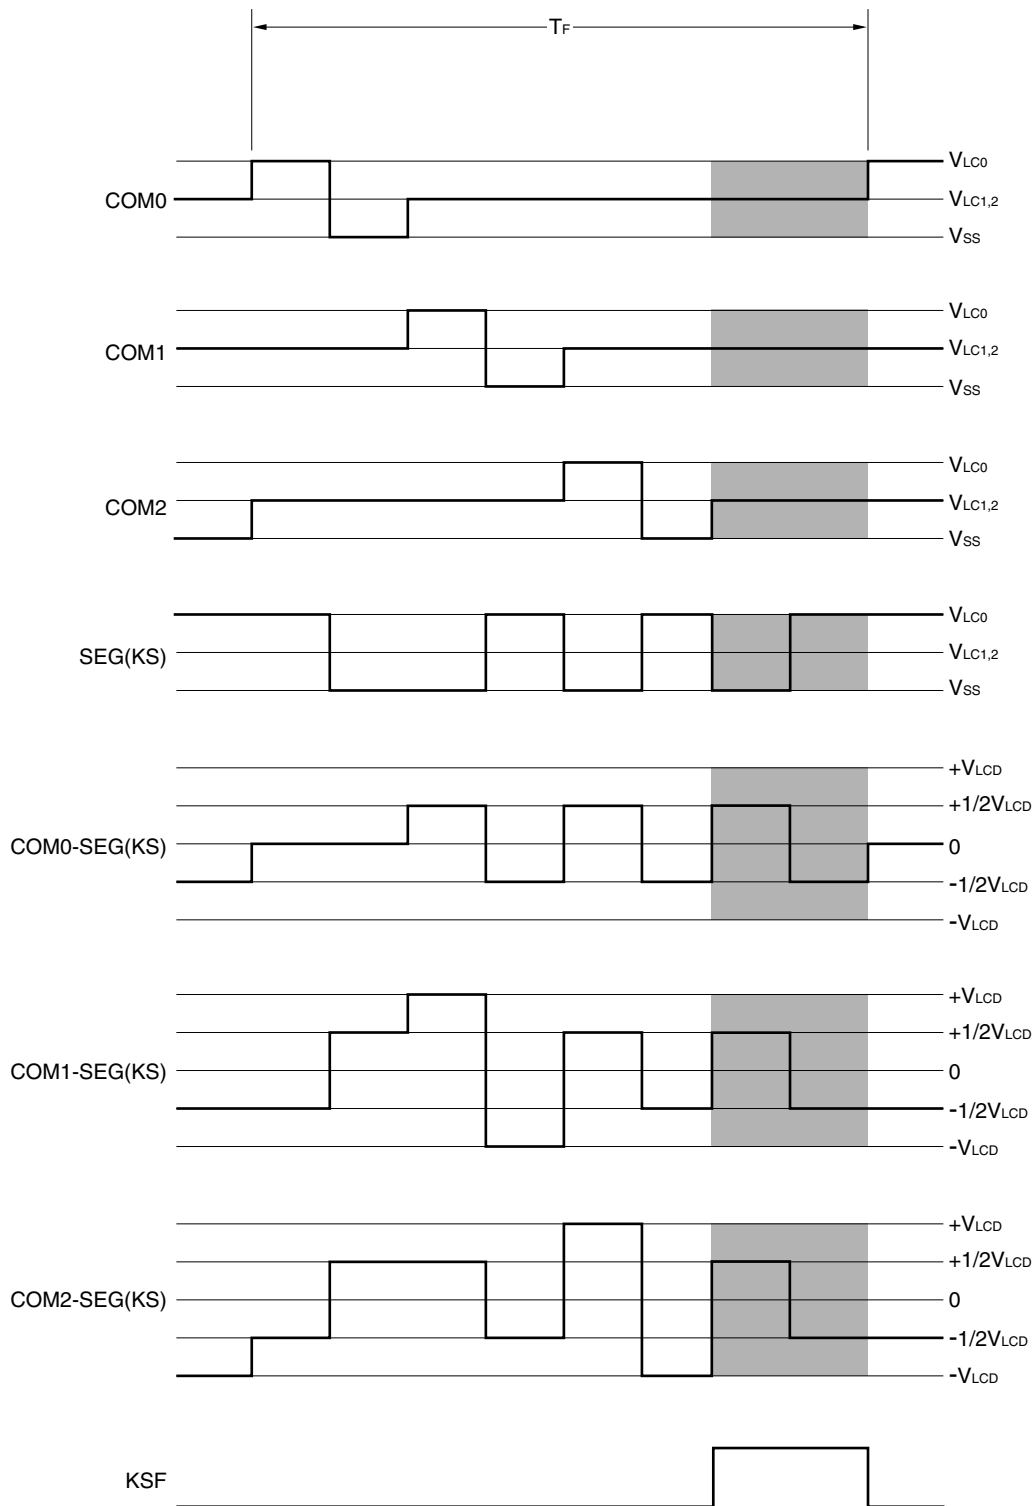 TF
VLC0
COM0
VLC1,2
VSS
VLC0
COM1
VLC1,2
VSS
VLC0
COM2
VLC1,2
VSS
VLC0
SEG(KS)
VLC1,2
VSS
+VLCD
+1/2VLCD
COM0-SEG(KS)
0
-1/2VLCD
-VLCD
+VLCD
+1/2VLCD
COM1-SEG(KS)
0
-1/2VLCD
-VLCD
+VLCD
+1/2VLCD
COM2-SEG(KS)
0
-1/2VLCD
-VLCD
KSF